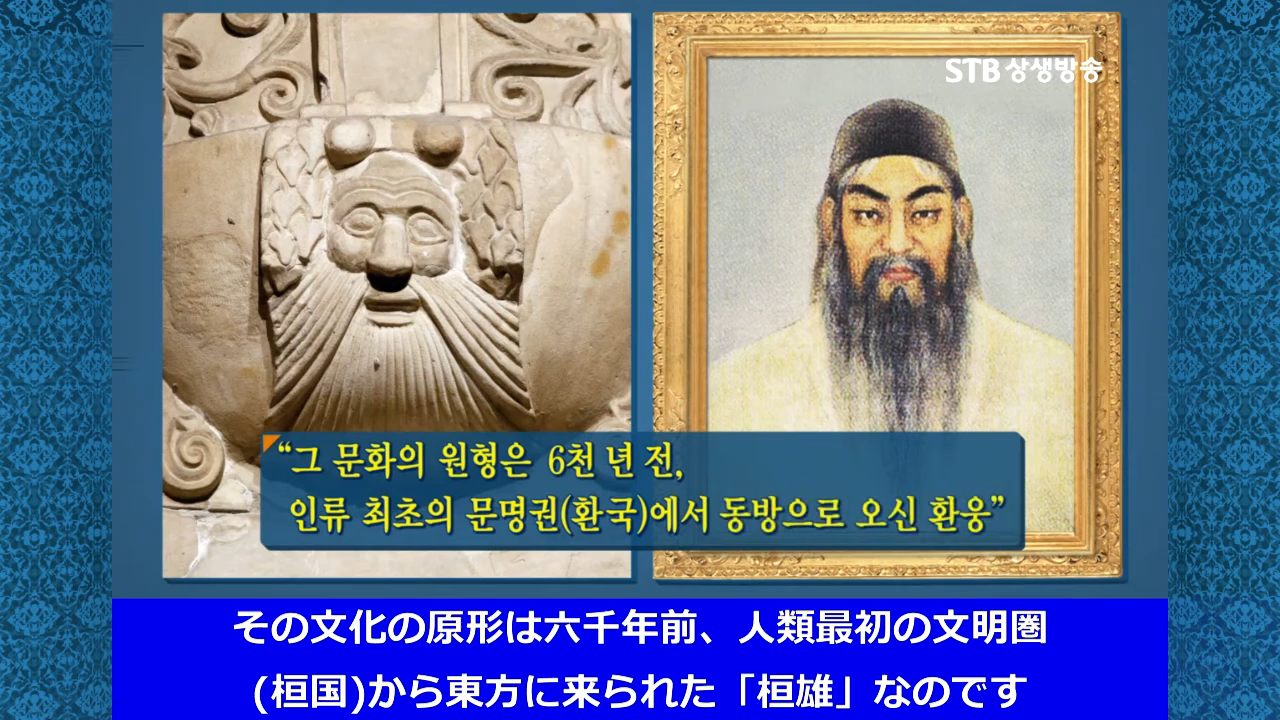 STB 상생방송
“그 문화의 원형은 6천 년 전,
인류 최초의 문명권(환국)에서 동방으로 오신 환웅”
その文化の原形は六千年前、人類最初の文明圏
(桓国)から東方に来られた「桓雄」なのです